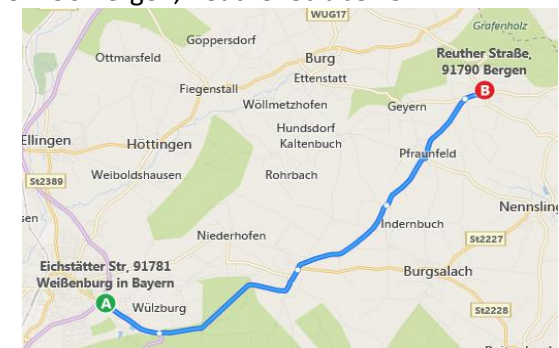 WUG17
Grafenholz
Göppersdorf
Ottmarsfeld
Burg
Reuther Straße,
91790 Bergen
Ettenstatt
Fiegenstall
B
Wöllmetzhofen
Geyern
Hundsdorf
Ellingen
Höttingen
Kaltenbuch
Pfraunfeld
Weiboldshausen
Rohrbach
St2389
Nennsling
Indernbuch
Niederhofen
St2227
Eichstätter Str, 91781
Weißenburg in Bayern
Burgsalach
A
Wülzburg
St2228